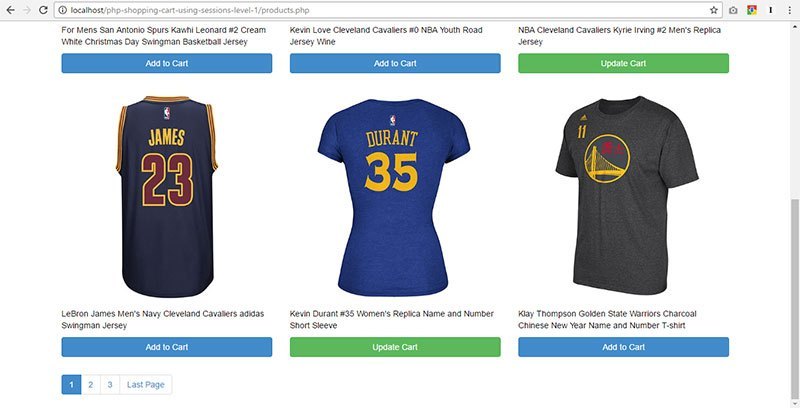 localhost/php-shopping-cart-using-sessions-level-1/products.php
For Mens San Antonio Spurs Kawhi Leonard #2 Cream
White Christmas Day Swingman Basketball Jersey
Add to Cart
Kevin Love Cleveland Cavaliers #0 NBA Youth Road
Jersey Wine
Add to Cart
NBA Cleveland Cavaliers Kyrie Irving #2 Men's Replica
Jersey
Update Cart
JAMES
23
DURANT
35
11
LeBron James Men's Navy Cleveland Cavaliers adidas
Swingman Jersey
Add to Cart
Kevin Durant #35 Women's Replica Name and Number
Short Sleeve
Update Cart
Klay Thompson Golden State Warriors Charcoal
Chinese New Year Name and Number T-shirt
Add to Cart
1 2 3 Last Page